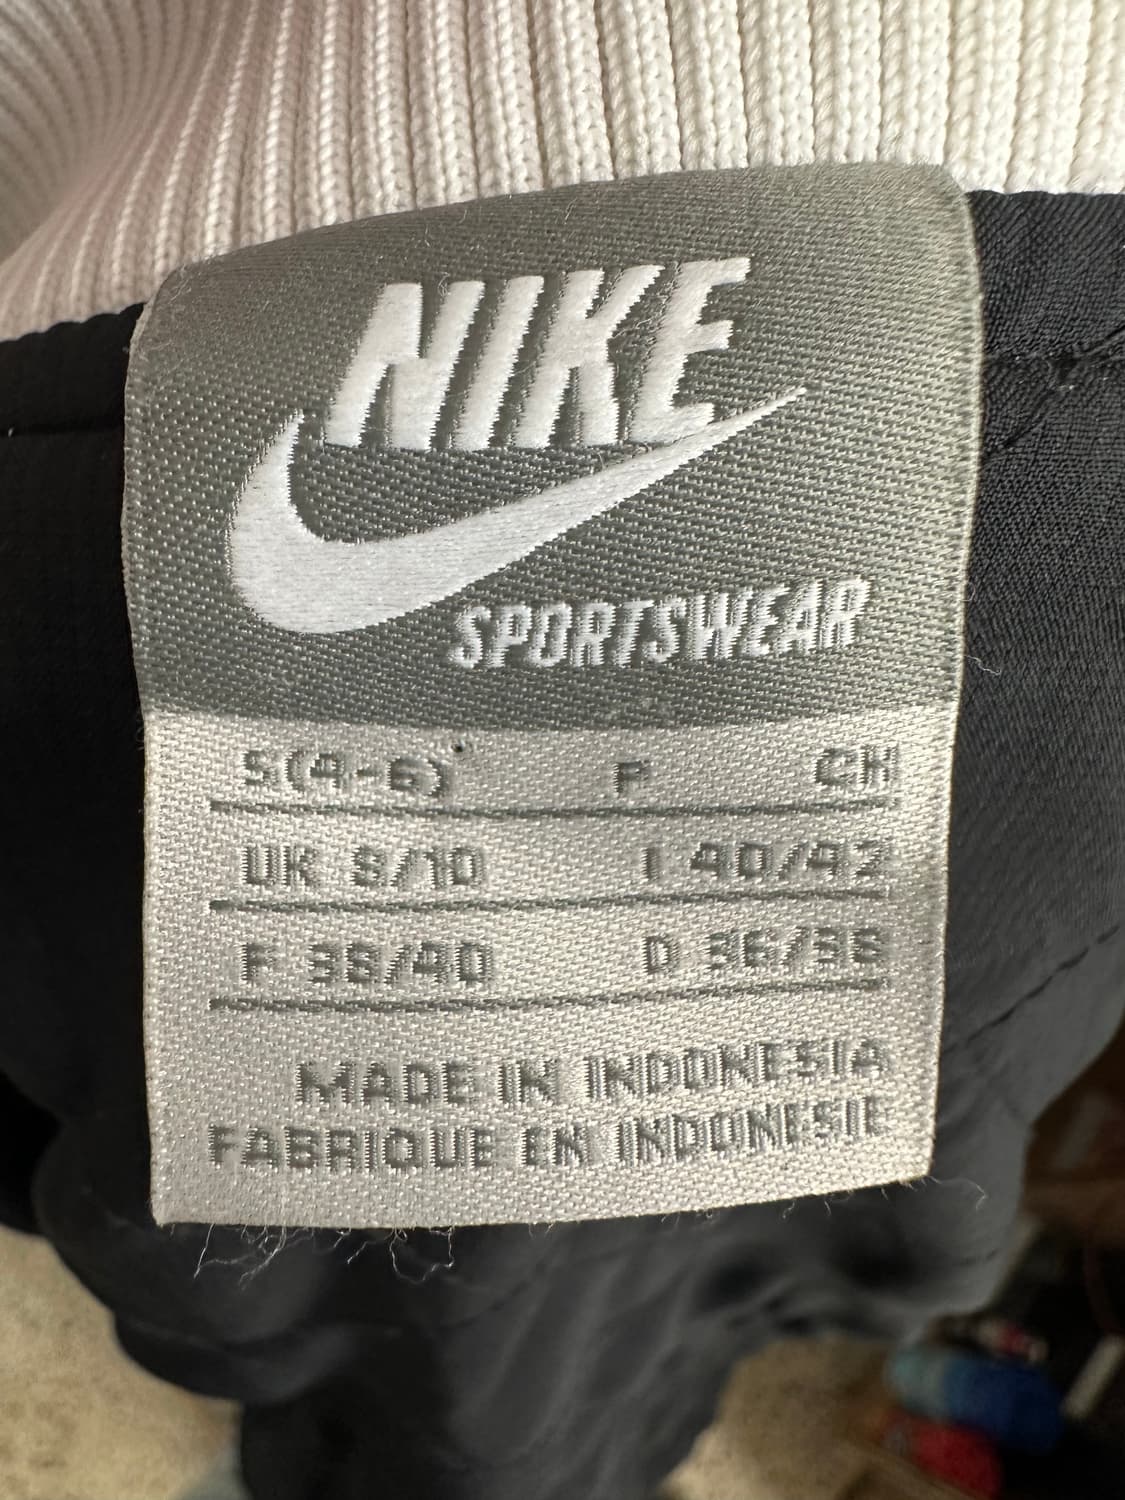 NIKE
SPORTSWEAR
S(4-6) P CH
UK 8/10 I 40/42
F 38/40 D 36/38
MADE IN INDONESIA
FABRIQUE EN INDONESIE